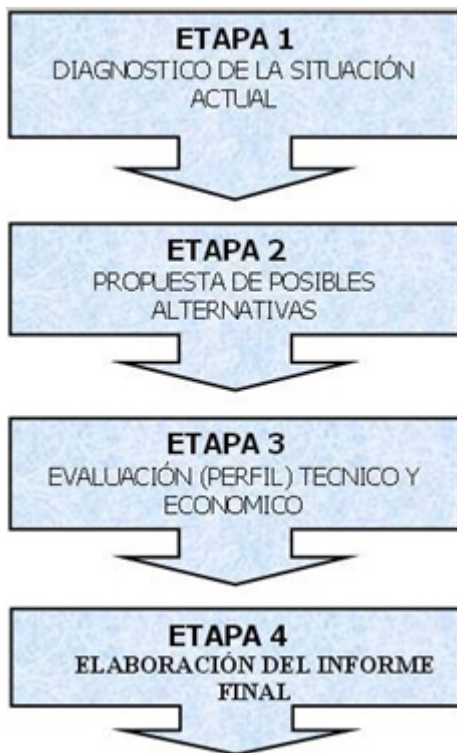 ETAPA 1
DIAGNOSTICO DE LA SITUACIÓN
ACTUAL
ETAPA 2
PROPUESTA DE POSIBLES
ALTERNATIVAS
ETAPA 3
EVALUACIÓN (PERFIL) TECNICO Y
ECONOMICO
ETAPA 4
ELABORACIÓN DEL INFORME
FINAL